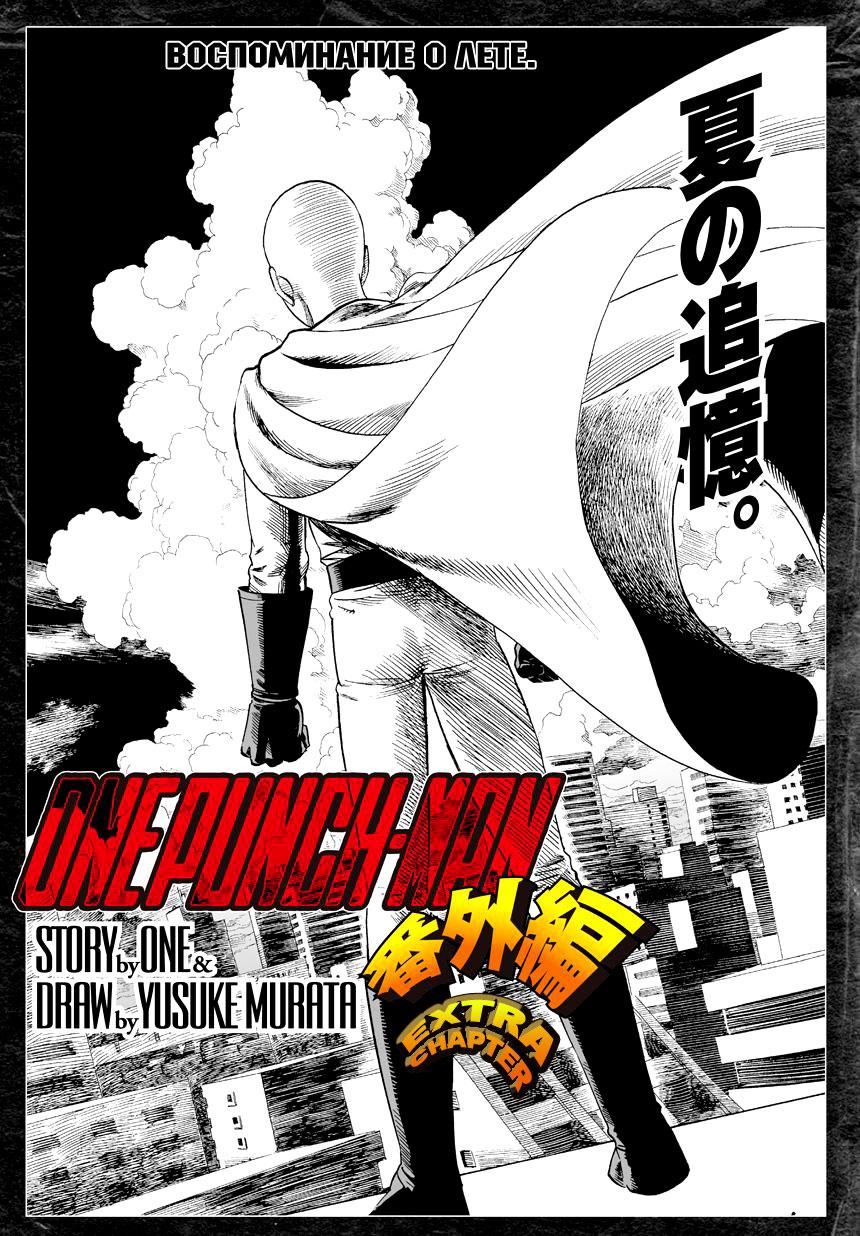 ВОСПОМИНАНИЕ О ЛЕТЕ.
夏の追憶。
ONEPUNCH-MAN
番外編
EXTRA
CHAPTER
STORY by ONE &
DRAW by YUSUKE MURATA